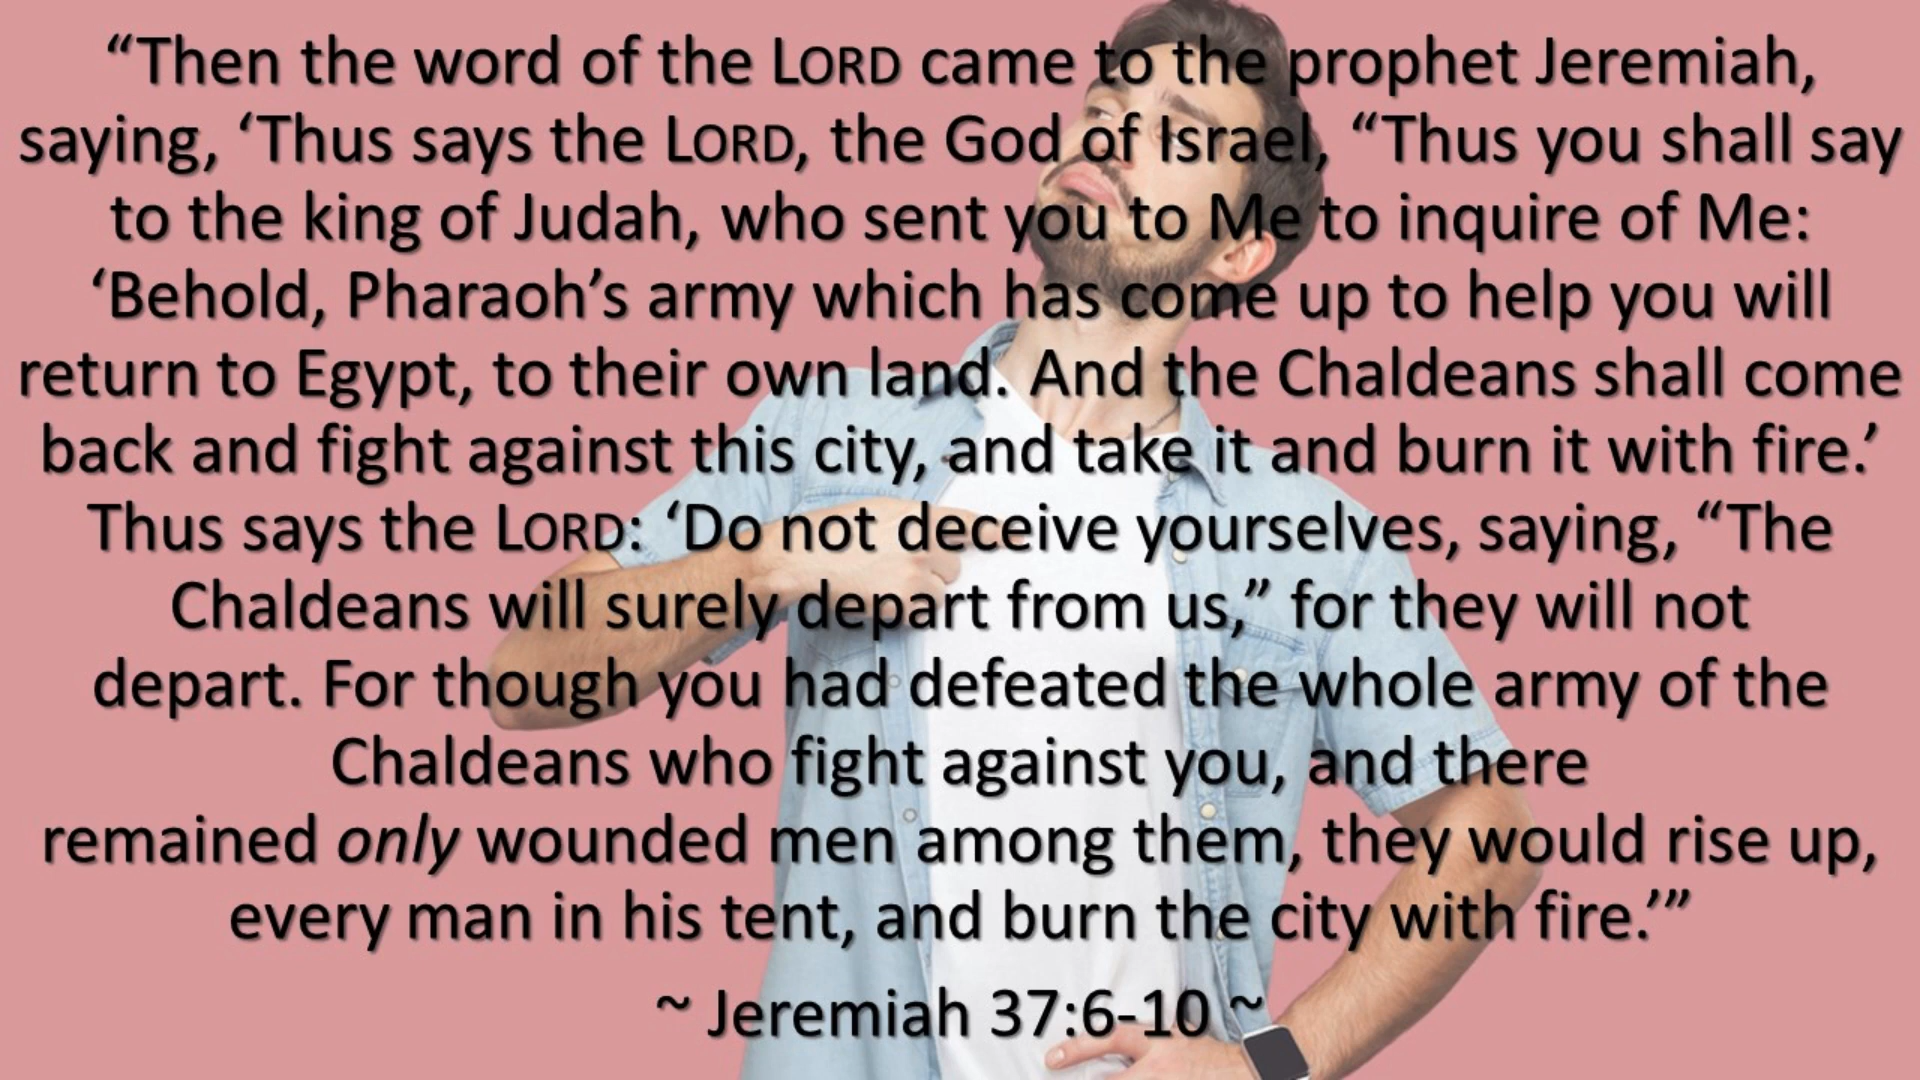 “Then the word of the LORD came to the prophet Jeremiah,
saying, ‘Thus says the LORD, the God of Israel, “Thus you shall say
to the king of Judah, who sent you to Me to inquire of Me:
‘Behold, Pharaoh’s army which has come up to help you will
return to Egypt, to their own land. And the Chaldeans shall come
back and fight against this city, and take it and burn it with fire.’
Thus says the LORD: ‘Do not deceive yourselves, saying, “The
Chaldeans will surely depart from us,” for they will not
depart. For though you had defeated the whole army of the
Chaldeans who fight against you, and there
remained only wounded men among them, they would rise up,
every man in his tent, and burn the city with fire.’”
~ Jeremiah 37:6-10 ~